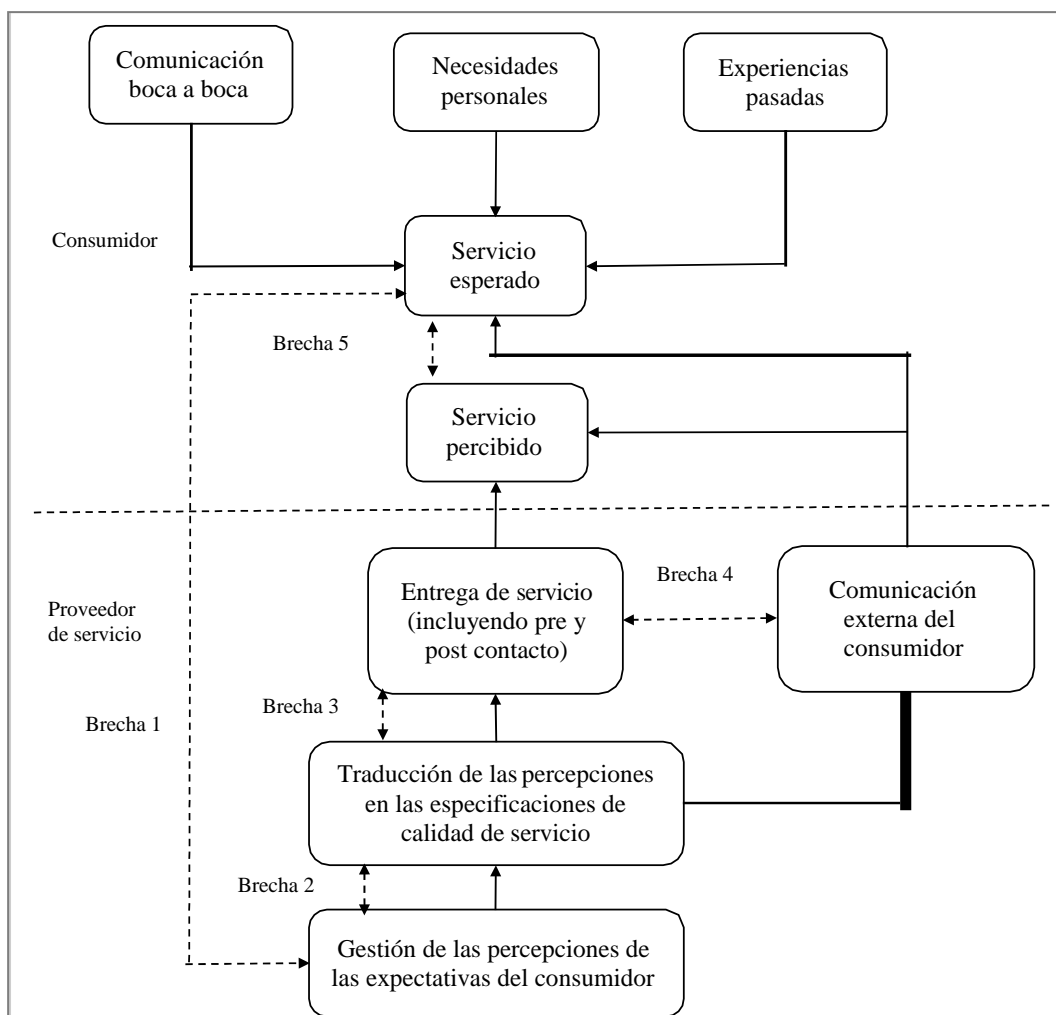 Comunicación
boca a boca
Necesidades
personales
Experiencias
pasadas
Consumidor
Servicio
esperado
Brecha 5
Servicio
percibido
Proveedor
de servicio
Entrega de servicio
(incluyendo pre y
post contacto)
Brecha 4
Comunicación
externa del
consumidor
Brecha 1
Brecha 3
Traducción de las percepciones
en las especificaciones de
calidad de servicio
Brecha 2
Gestión de las percepciones de
las expectativas del consumidor